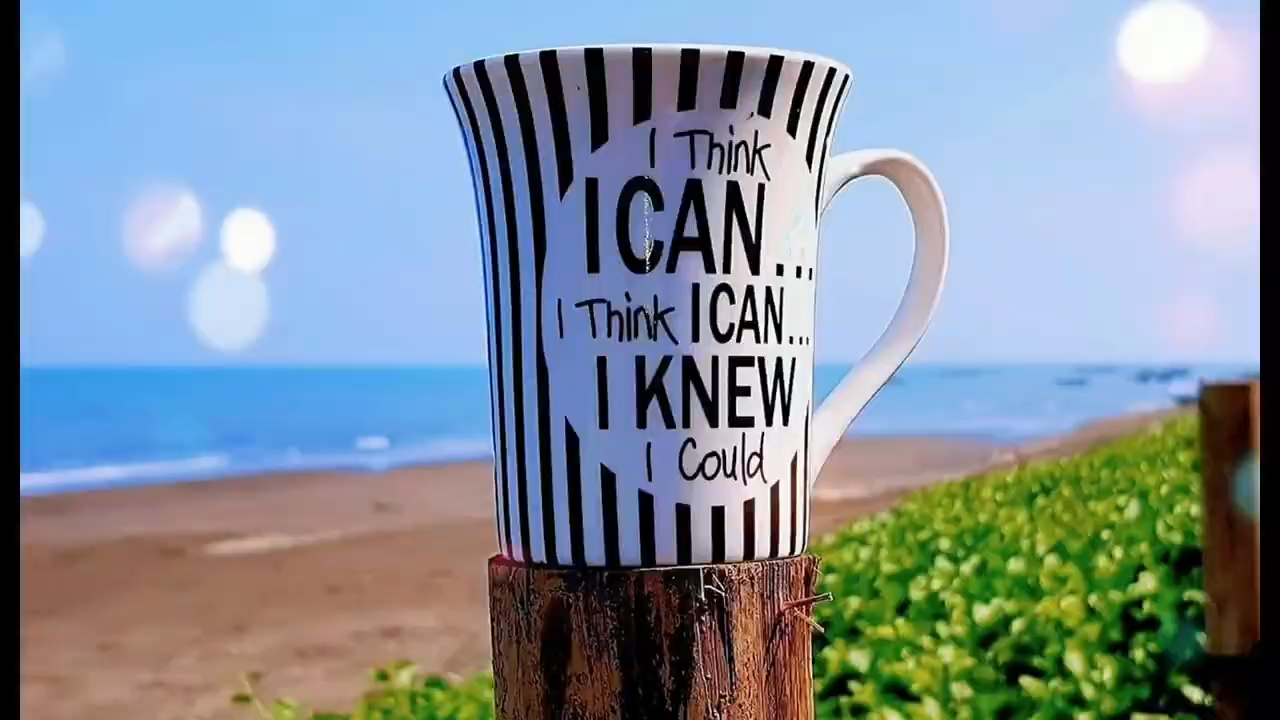 I Think
I CAN...
I Think I CAN...
I KNEW
I Could